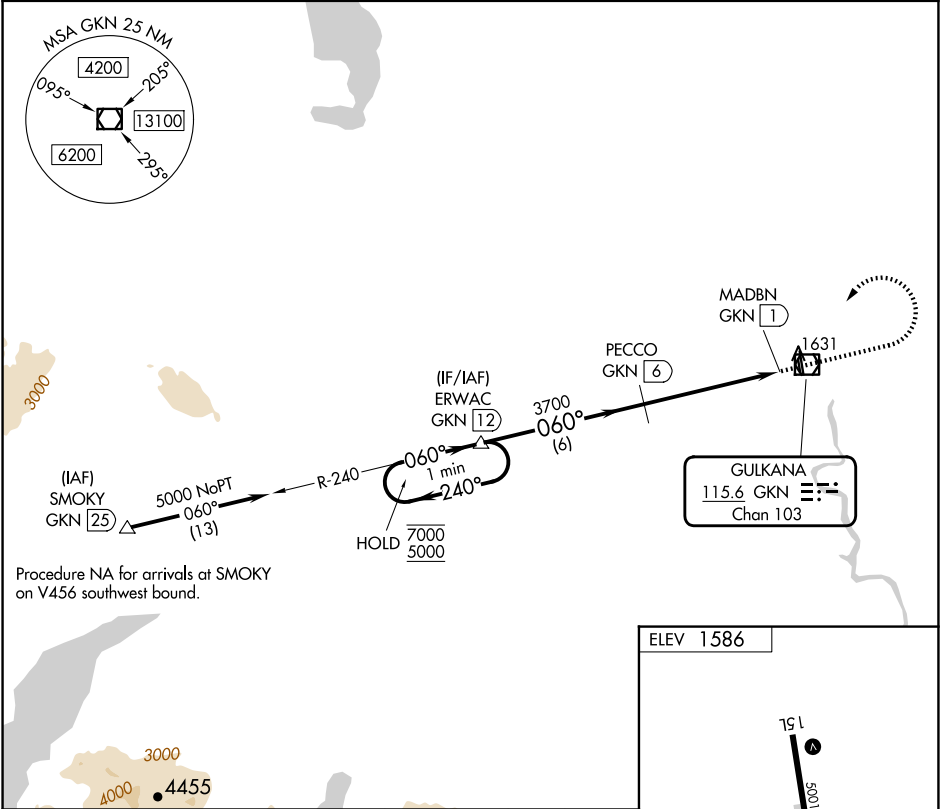 MSA GKN 25 NM
4200
095°
205°
13100
6200
295°
MADBN
GKN 1
1631
PECCO
GKN 6
3000
(IF/IAF)
ERWAC
GKN 12
3700
060°
(6)
(IAF)
SMOKY
GKN 25
5000 NoPT
060°
(13)
R-240
060°
1 min
240°
HOLD 7000
5000
GULKANA
115.6 GKN
Chan 103
Procedure NA for arrivals at SMOKY
on V456 southwest bound.
ELEV 1586
15L
V
5001
3000
4000
4455